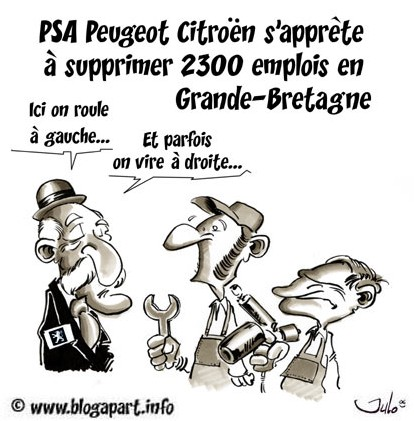 PSA Peugeot Citroën s'apprête
à supprimer 2300 emplois en
Grande-Bretagne
Ici on roule
à gauche...
Et parfois
on vire à droite...
© www.blogapart.info
Julo 06